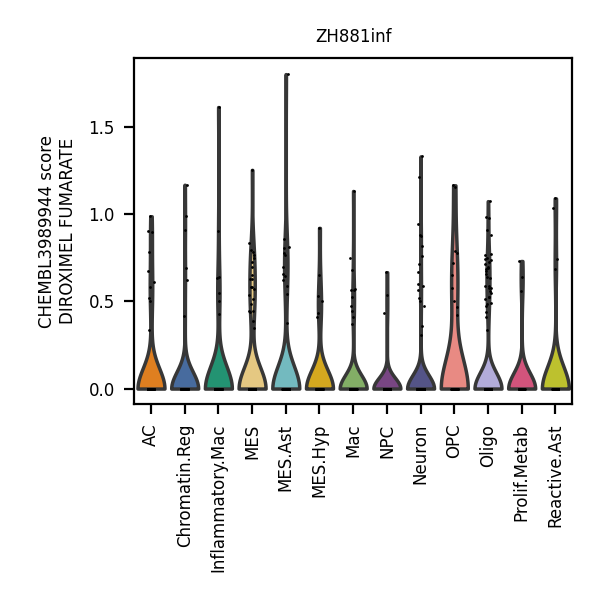 ZH881inf
CHEMBL3989944 score
DIROXIMEL FUMARATE
1.5
1.0
0.5
0.0
AC
Chromatin.Reg
Inflammatory.Mac
MES
MES.Ast
MES.Hyp
Mac
NPC
Neuron
OPC
Oligo
Prolif.Metab
Reactive.Ast